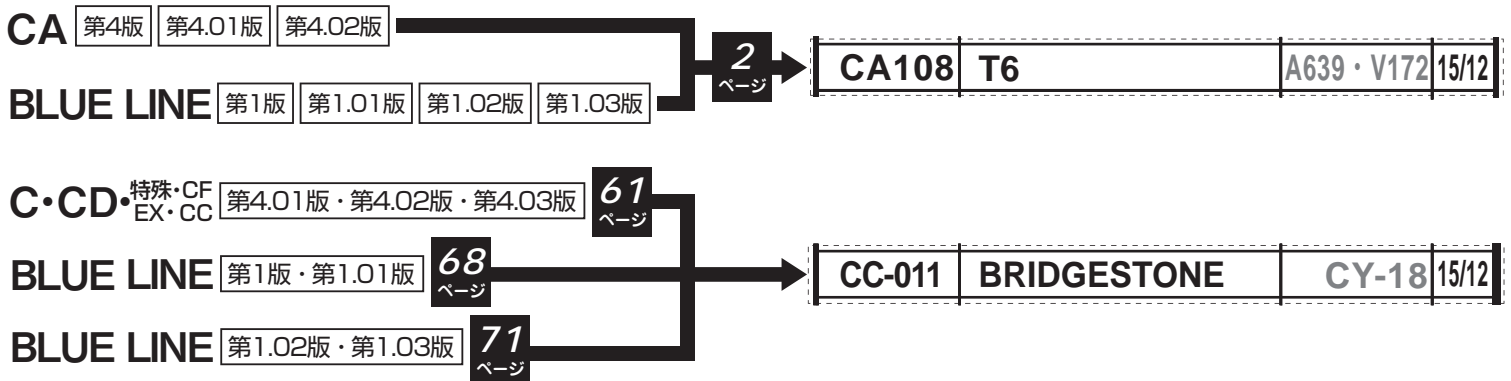 CA 第4版 第4.01版 第4.02版
2 ページ
CA108 T6 A639・V172 15/12
BLUE LINE 第1版 第1.01版 第1.02版 第1.03版
C・CD・特殊・CF EX・CC 第4.01版・第4.02版・第4.03版 61 ページ
BLUE LINE 第1版・第1.01版 68 ページ
CC-011 BRIDGESTONE CY-18 15/12
BLUE LINE 第1.02版・第1.03版 71 ページ